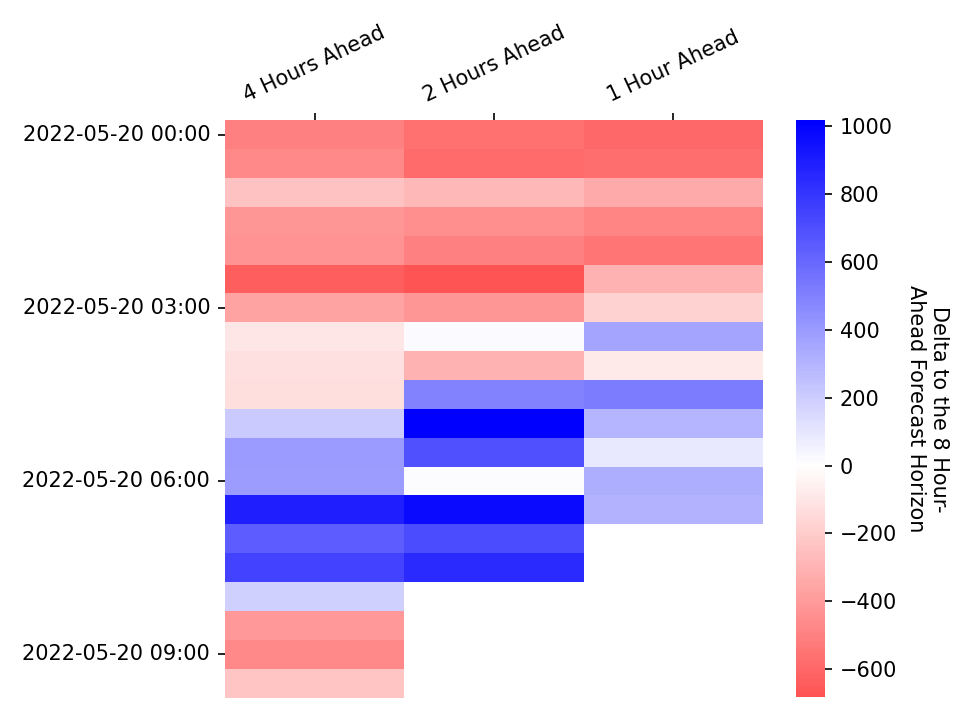 4 Hours Ahead
2 Hours Ahead
1 Hour Ahead
2022-05-20 00:00
2022-05-20 03:00
2022-05-20 06:00
2022-05-20 09:00
1000
800
600
400
200
0
−200
−400
−600
Delta to the 8 Hour-
Ahead Forecast Horizon